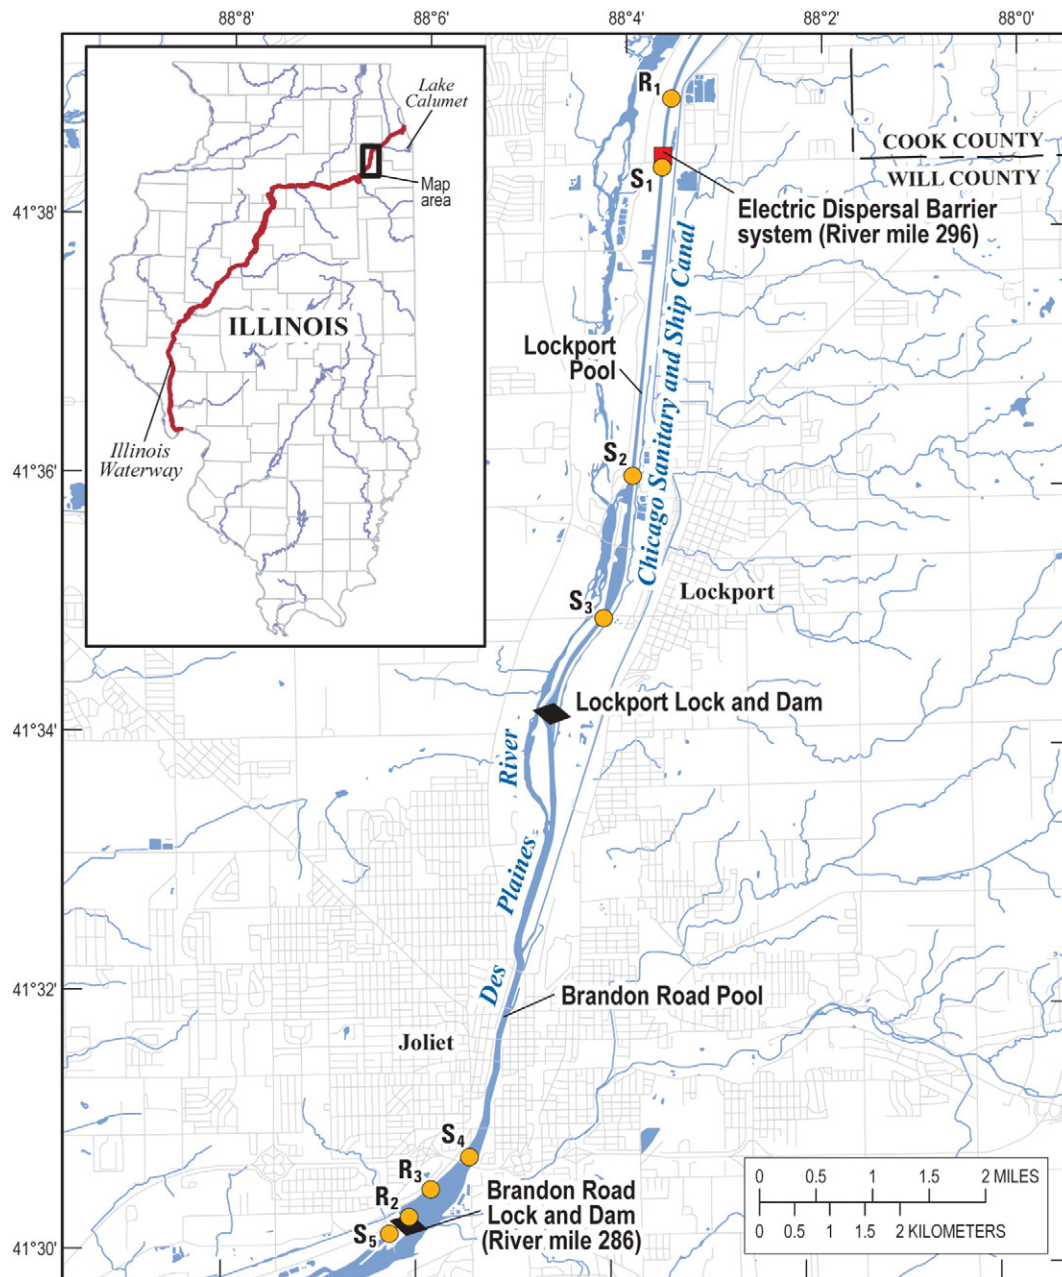 88°8'
88°6'
88°4'
88°2'
88°0'
Lake
Calumet
Map
area
ILLINOIS
Illinois
Waterway
R1
COOK COUNTY
WILL COUNTY
S1
Electric Dispersal Barrier
system (River mile 296)
41°38'
Lockport
Pool
Chicago Sanitary and Ship Canal
S2
41°36'
Lockport
S3
Lockport Lock and Dam
41°34'
Des Plaines River
41°32'
Brandon Road Pool
Joliet
S4
R3
R2
S5
Brandon Road
Lock and Dam
(River mile 286)
41°30'
0 0.5 1 1.5 2 MILES
0 0.5 1 1.5 2 KILOMETERS